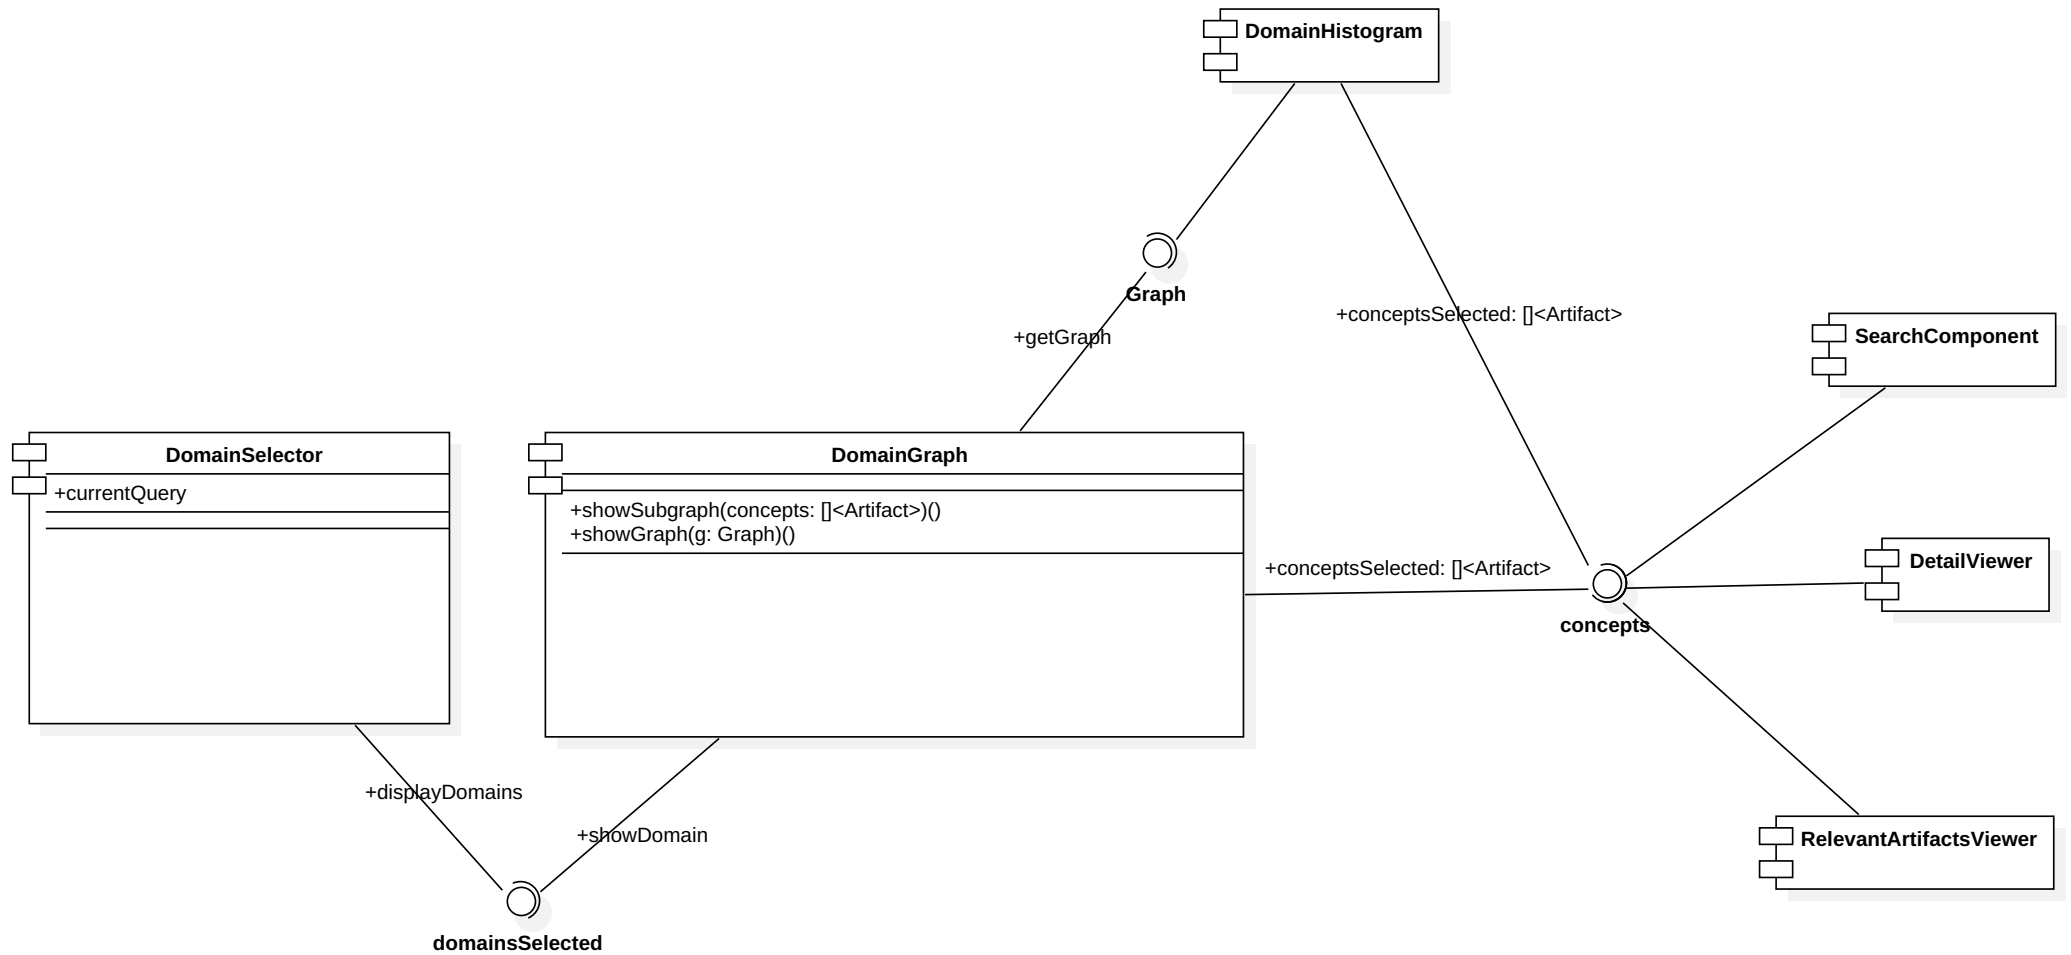 DomainHistogram
Graph
+conceptsSelected: []<Artifact>
+getGraph
SearchComponent
DomainSelector
+currentQuery
DomainGraph
+showSubgraph(concepts: []<Artifact>)()
+showGraph(g: Graph)()
+conceptsSelected: []<Artifact>
DetailViewer
concepts
+displayDomains
+showDomain
RelevantArtifactsViewer
domainsSelected